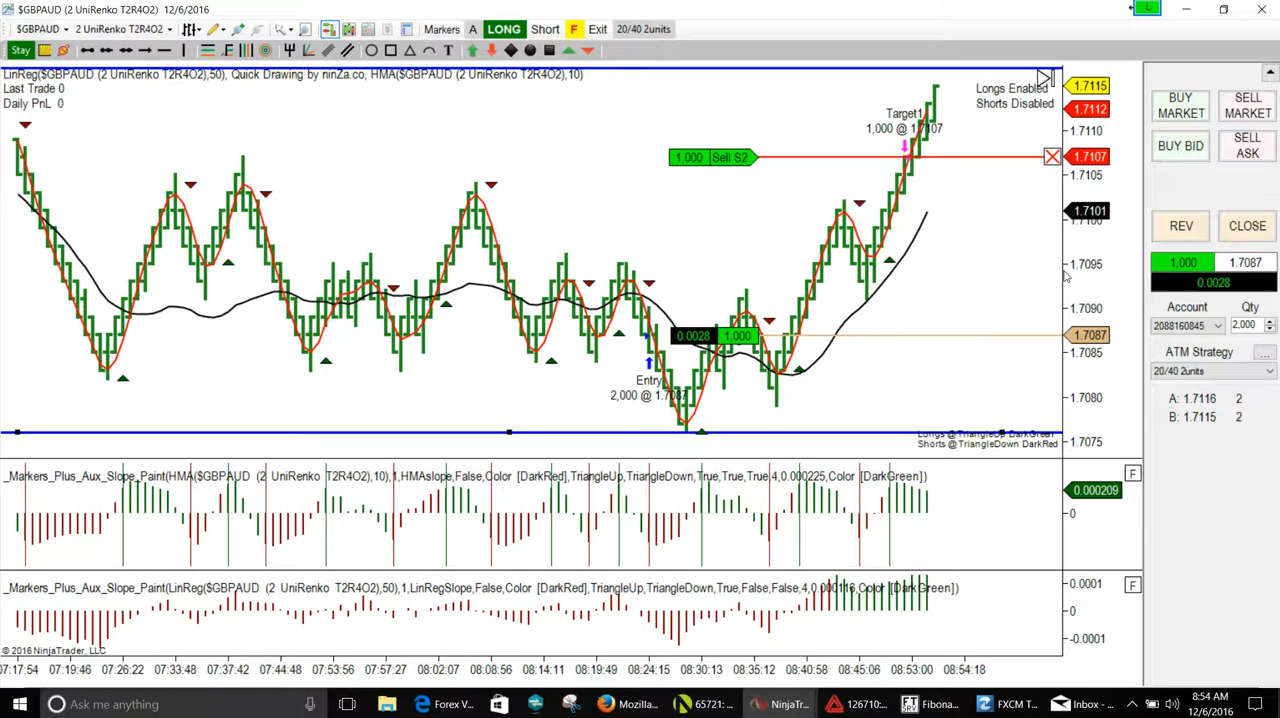 $GBPAUD (2 UniRenko T2R4O2) 12/6/2016
L
$GBPAUD 2 UniRenko T2R4O2 Markers A LONG Short F Exit 20/40 2units
Stay T
LinReg($GBPAUD (2 UniRenko T2R4O2),50), Quick Drawing by ninZa.co, HMA($GBPAUD (2 UniRenko T2R4O2),10)
Last Trade 0
Daily PnL 0
Longs Enabled
Shorts Disabled
Target1
1,000 @ 1.7107
1,000 Sell S2
0.0028 1,000
Entry
2,000 @ 1.7087
Longs @TriangleUp DarkGreen
Shorts @TriangleDown DarkRed
1.7115
1.7112
1.7110
1.7107
1.7105
1.7101
1.7100
1.7095
1.7090
1.7087
1.7085
1.7080
1.7075
_Markers_Plus_Aux_Slope_Paint(HMA($GBPAUD (2 UniRenko T2R4O2),10),1,HMAslope,False,Color [DarkRed],TriangleUp,TriangleDown,True,True,True,4,0.000225,Color [DarkGreen])
F
0.000209
0
_Markers_Plus_Aux_Slope_Paint(LinReg($GBPAUD (2 UniRenko T2R4O2),50),1,LinRegSlope,False,Color [DarkRed],TriangleUp,TriangleDown,True,False,False,4,0.000116,Color [DarkGreen])
F
0.0001
0
-0.0001
© 2016 NinjaTrader, LLC
07:17:54 07:19:46 07:26:22 07:33:48 07:37:42 07:44:48 07:53:56 07:57:27 08:02:07 08:08:56 08:14:11 08:19:49 08:24:15 08:30:13 08:35:12 08:40:58 08:45:06 08:53:00 08:54:18
BUY MARKET
SELL MARKET
BUY BID
SELL ASK
REV
CLOSE
1,000 1.7087
0.0028
Account Qty
2088160845 2,000
ATM Strategy ...
20/40 2units
A: 1.7116 2
B: 1.7115 2
Ask me anything
Forex V...
Mozilla...
65721: ...
NinjaTr...
126710:...
FT SRV
Fibona...
FXCM T...
Inbox - ...
8:54 AM
12/6/2016